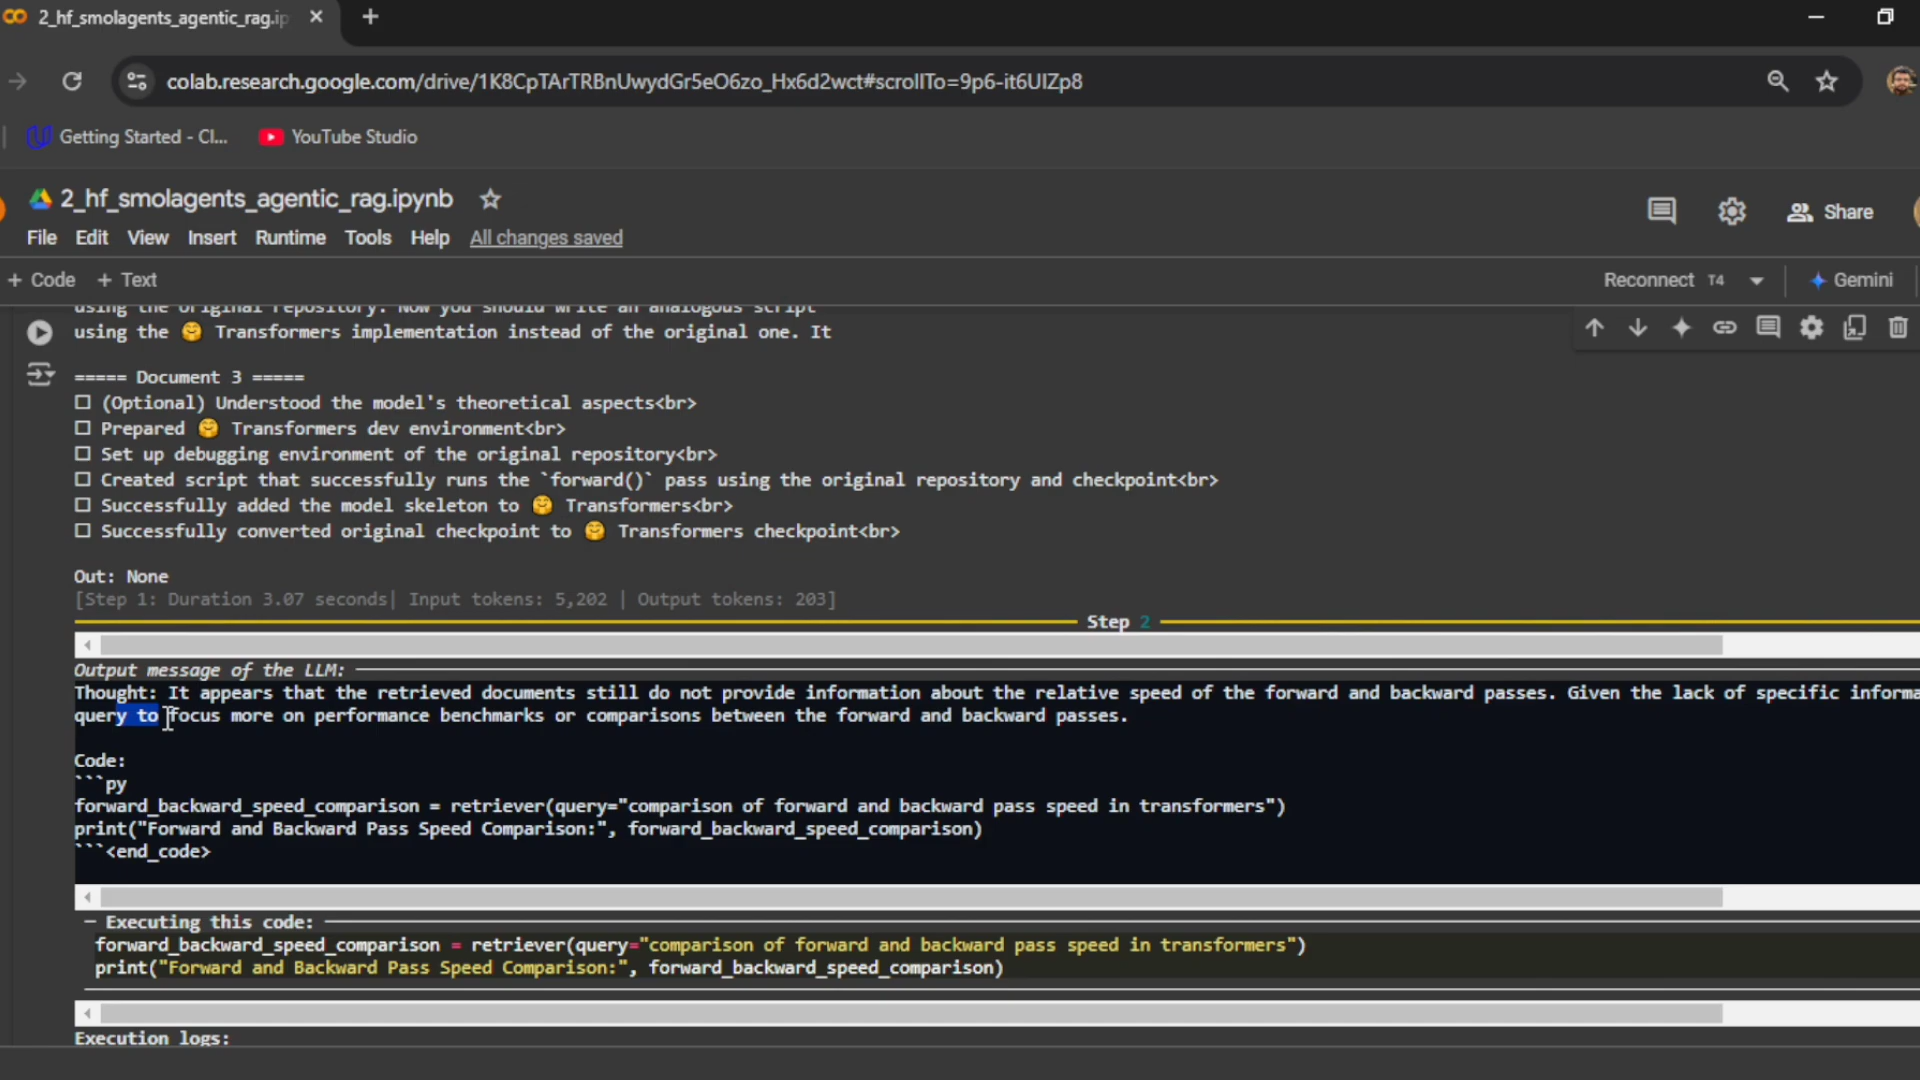 2_hf_smolagents_agentic_rag.ip
colab.research.google.com/drive/1K8CpTArTRBnUwydGr5eO6zo_Hx6d2wct#scrollTo=9p6-it6UIZp8
Getting Started - Cl...
YouTube Studio
2_hf_smolagents_agentic_rag.ipynb
Share
File Edit View Insert Runtime Tools Help All changes saved
+ Code + Text
Reconnect T4
Gemini
using the original repository. Now you should write an analogous script
using the 🤗 Transformers implementation instead of the original one. It
===== Document 3 =====
☐ (Optional) Understood the model's theoretical aspects<br>
☐ Prepared 🤗 Transformers dev environment<br>
☐ Set up debugging environment of the original repository<br>
☐ Created script that successfully runs the `forward()` pass using the original repository and checkpoint<br>
☐ Successfully added the model skeleton to 🤗 Transformers<br>
☐ Successfully converted original checkpoint to 🤗 Transformers checkpoint<br>
Out: None
[Step 1: Duration 3.07 seconds| Input tokens: 5,202 | Output tokens: 203]
Step 2
Output message of the LLM:
Thought: It appears that the retrieved documents still do not provide information about the relative speed of the forward and backward passes. Given the lack of specific informa
query to focus more on performance benchmarks or comparisons between the forward and backward passes.
Code:
```py
forward_backward_speed_comparison = retriever(query="comparison of forward and backward pass speed in transformers")
print("Forward and Backward Pass Speed Comparison:", forward_backward_speed_comparison)
```<end_code>
─ Executing this code:
forward_backward_speed_comparison = retriever(query="comparison of forward and backward pass speed in transformers")
print("Forward and Backward Pass Speed Comparison:", forward_backward_speed_comparison)
Execution logs: